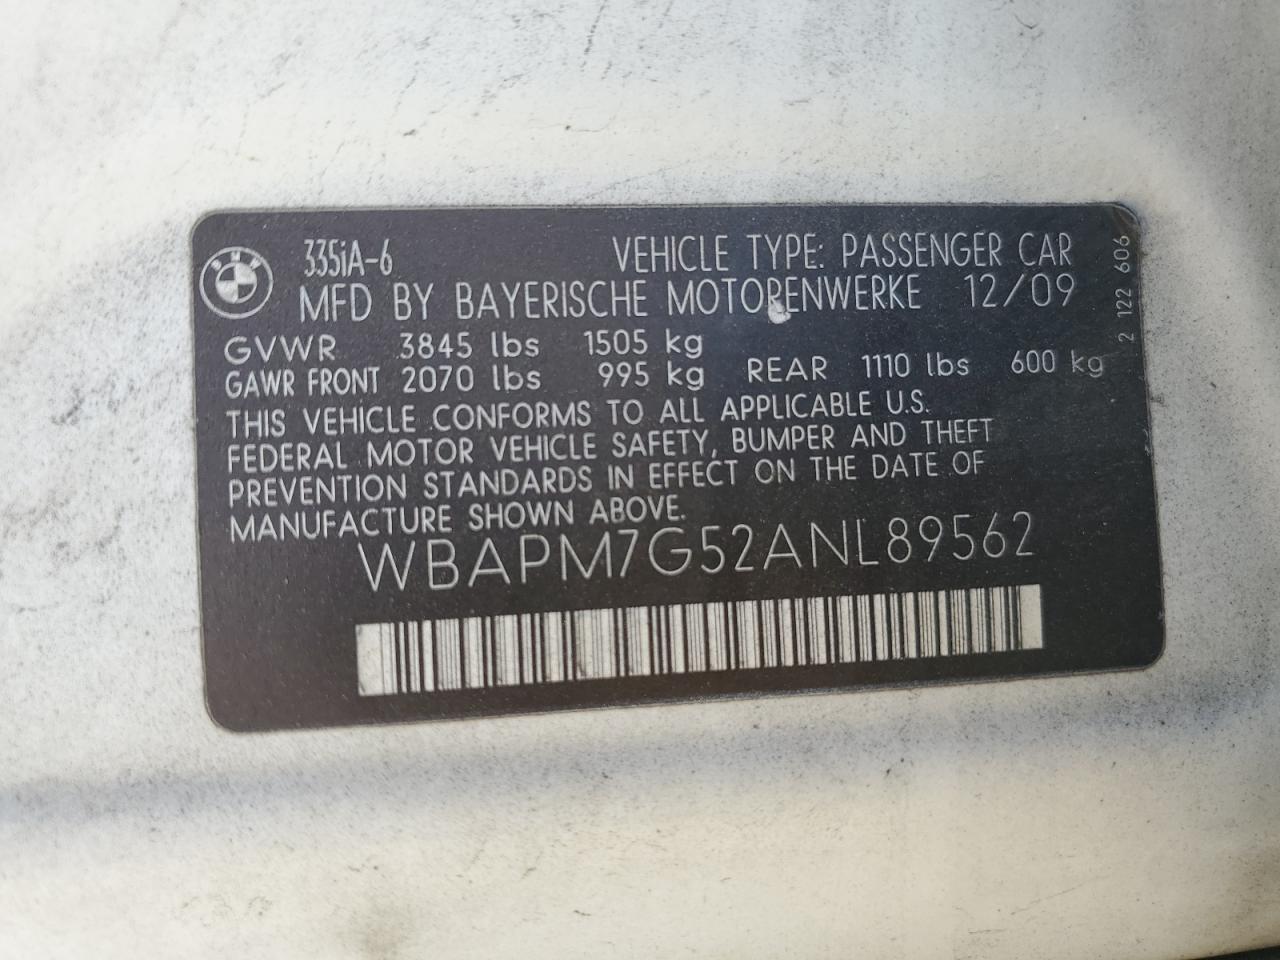 BMW
335iA-6 VEHICLE TYPE: PASSENGER CAR
MFD BY BAYERISCHE MOTORENWERKE 12/09
GVWR 3845 lbs 1505 kg
GAWR FRONT 2070 lbs 995 kg REAR 1110 lbs 600 kg
THIS VEHICLE CONFORMS TO ALL APPLICABLE U.S.
FEDERAL MOTOR VEHICLE SAFETY, BUMPER AND THEFT
PREVENTION STANDARDS IN EFFECT ON THE DATE OF
MANUFACTURE SHOWN ABOVE.
WBAPM7G52ANL89562
2 122 606